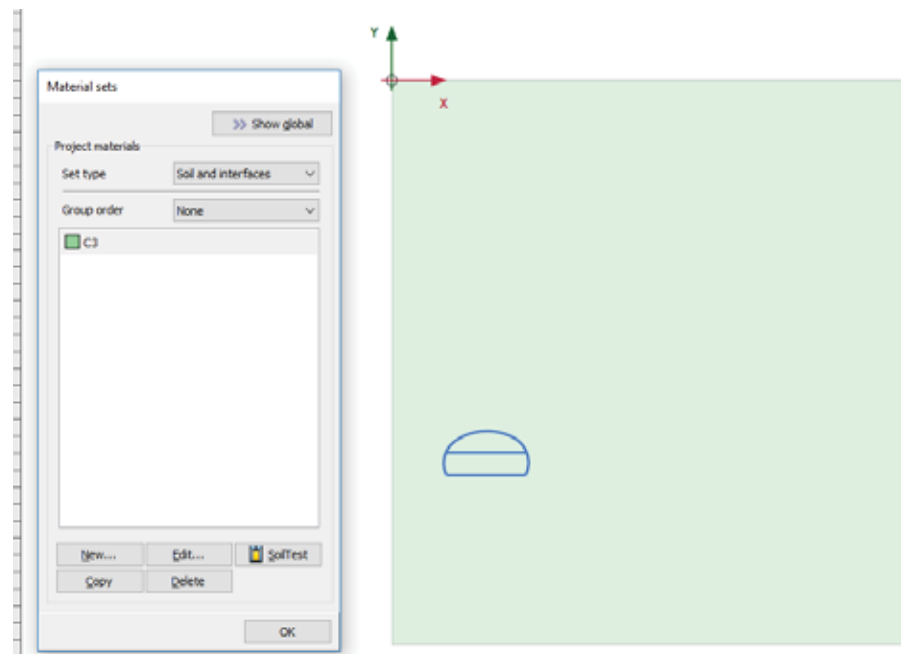 Material sets
>> Show global
Project materials
Set type
Soil and interfaces
Group order
None
C3
New...
Edit...
SoilTest
Copy
Delete
OK
Y
X